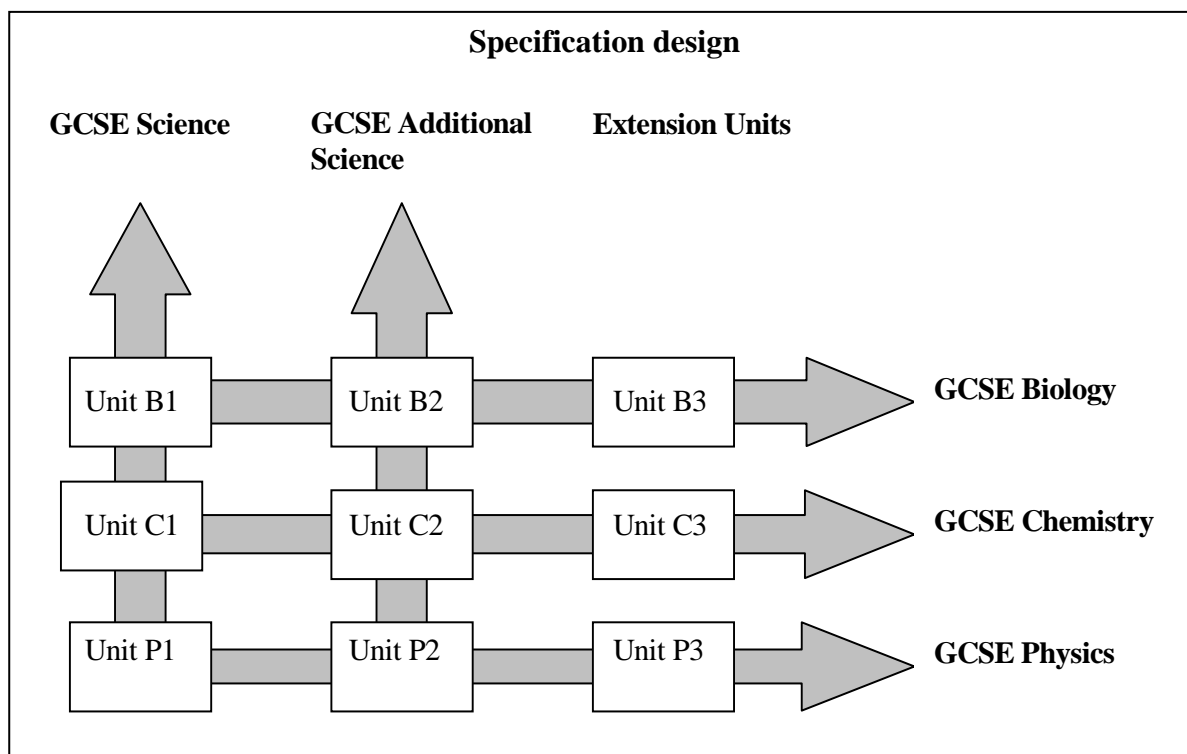 Specification design
GCSE Science
GCSE Additional
Science
Extension Units
Unit B1
Unit B2
Unit B3
GCSE Biology
Unit C1
Unit C2
Unit C3
GCSE Chemistry
Unit P1
Unit P2
Unit P3
GCSE Physics